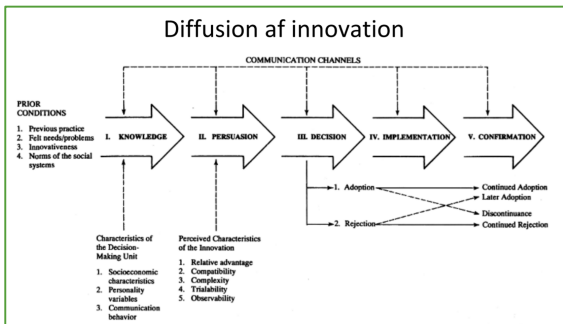 Diffusion af innovation
COMMUNICATION CHANNELS
PRIOR
CONDITIONS
1. Previous practice
2. Felt needs/problems
3. Innovativeness
4. Norms of the social
systems
I. KNOWLEDGE
II. PERSUASION
III. DECISION
IV. IMPLEMENTATION
V. CONFIRMATION
1. Adoption
2. Rejection
Continued Adoption
Later Adoption
Discontinuance
Continued Rejection
Characteristics of
the Decision-
Making Unit
1. Socioeconomic
characteristics
2. Personality
variables
3. Communication
behavior
Perceived Characteristics
of the Innovation
1. Relative advantage
2. Compatibility
3. Complexity
4. Trialability
5. Observability